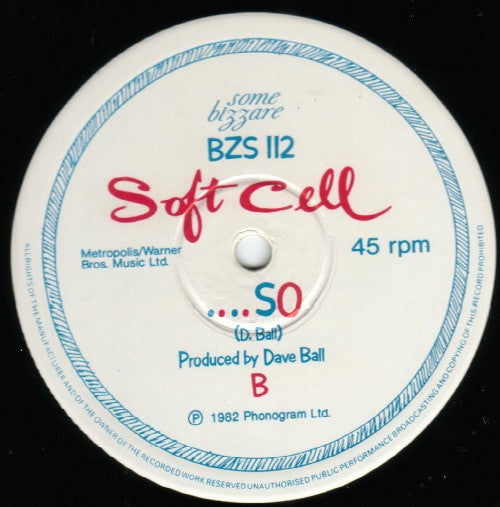 some
bizzare
BZS 112
Soft Cell
Metropolis/Warner
Bros. Music Ltd.
45 rpm
....SO
(D. Ball)
Produced by Dave Ball
B
Ⓟ 1982 Phonogram Ltd.
ALL RIGHTS OF THE MANUFACTURER AND OF THE OWNER OF THE RECORDED WORK RESERVED UNAUTHORISED PUBLIC PERFORMANCE BROADCASTING AND COPYING OF THIS RECORD PROHIBITED